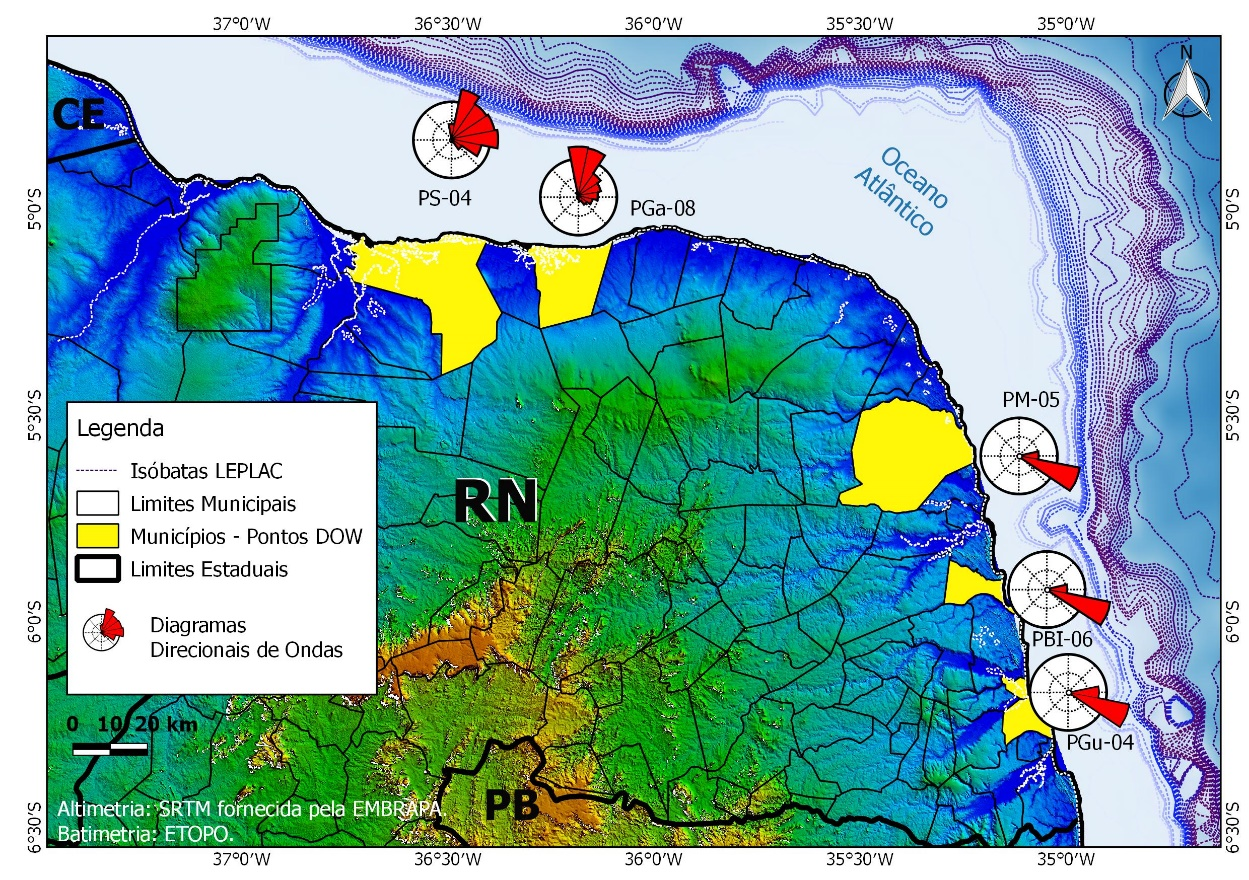 37°0'W 36°30'W 36°0'W 35°30'W 35°0'W
N
CE
PS-04
PGa-08
Oceano
Atlântico
5°0'S
5°0'S
PM-05
5°30'S
5°30'S
Legenda
Isóbatas LEPLAC
Limites Municipais
Municípios - Pontos DOW
Limites Estaduais
Diagramas
Direcionais de Ondas
RN
6°0'S
6°0'S
PBI-06
PGu-04
0 10 20 km
PB
Altimetria: SRTM fornecida pela EMBRAPA
Batimetria: ETOPO.
6°30'S
6°30'S
37°0'W 36°30'W 36°0'W 35°30'W 35°0'W